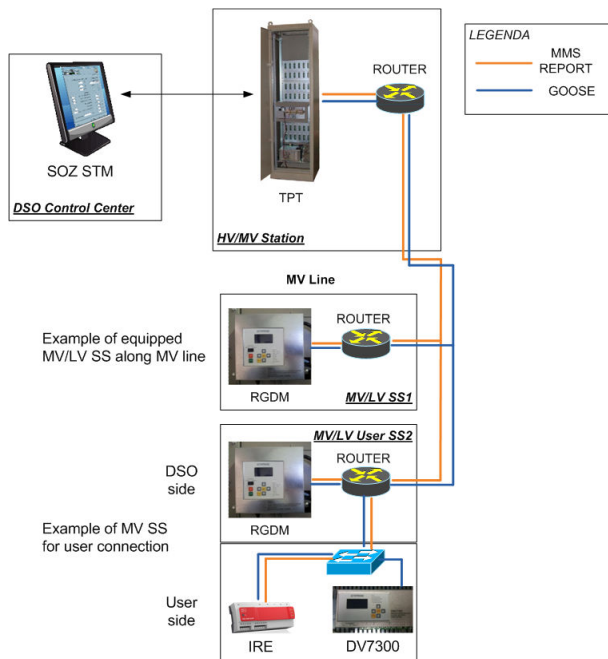 LEGENDA
MMS
REPORT
GOOSE
ROUTER
SOZ STM
DSO Control Center
TPT
HV/MV Station
MV Line
Example of equipped
MV/LV SS along MV line
ROUTER
RGDM
MV/LV SS1
MV/LV User SS2
DSO
side
ROUTER
RGDM
Example of MV SS
for user connection
User
side
IRE
DV7300